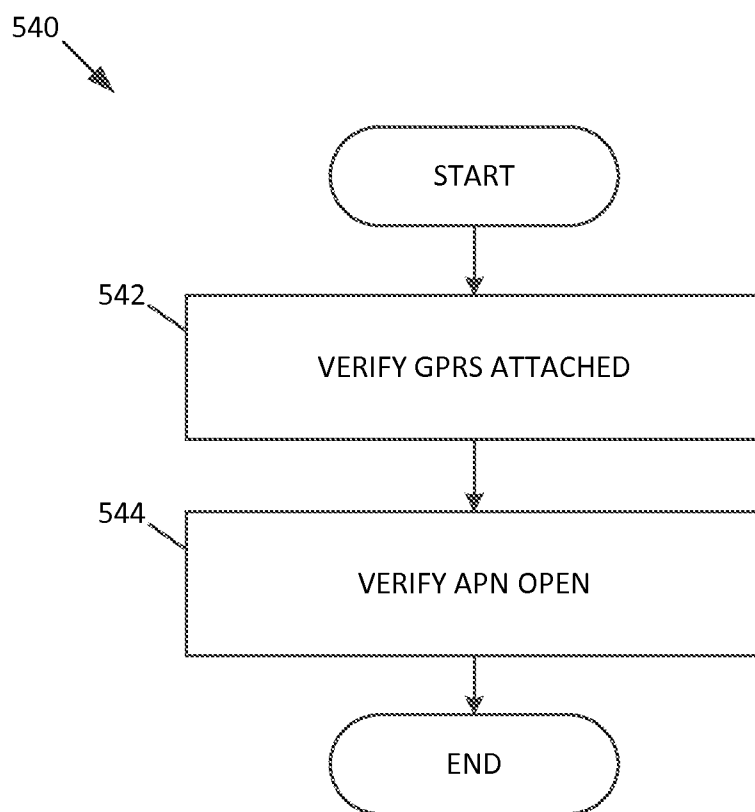 540
START
542
VERIFY GPRS ATTACHED
544
VERIFY APN OPEN
END